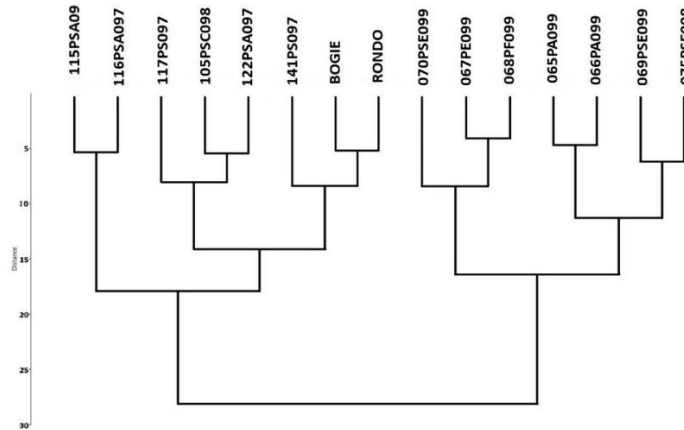 115PSA09
116PSA097
117PS097
105PSC098
122PSA097
141PS097
BOGIE
RONDO
070PSE099
067PE099
068PF099
065PA099
066PA099
069PSE099
5
10
15
20
25
30
Distance